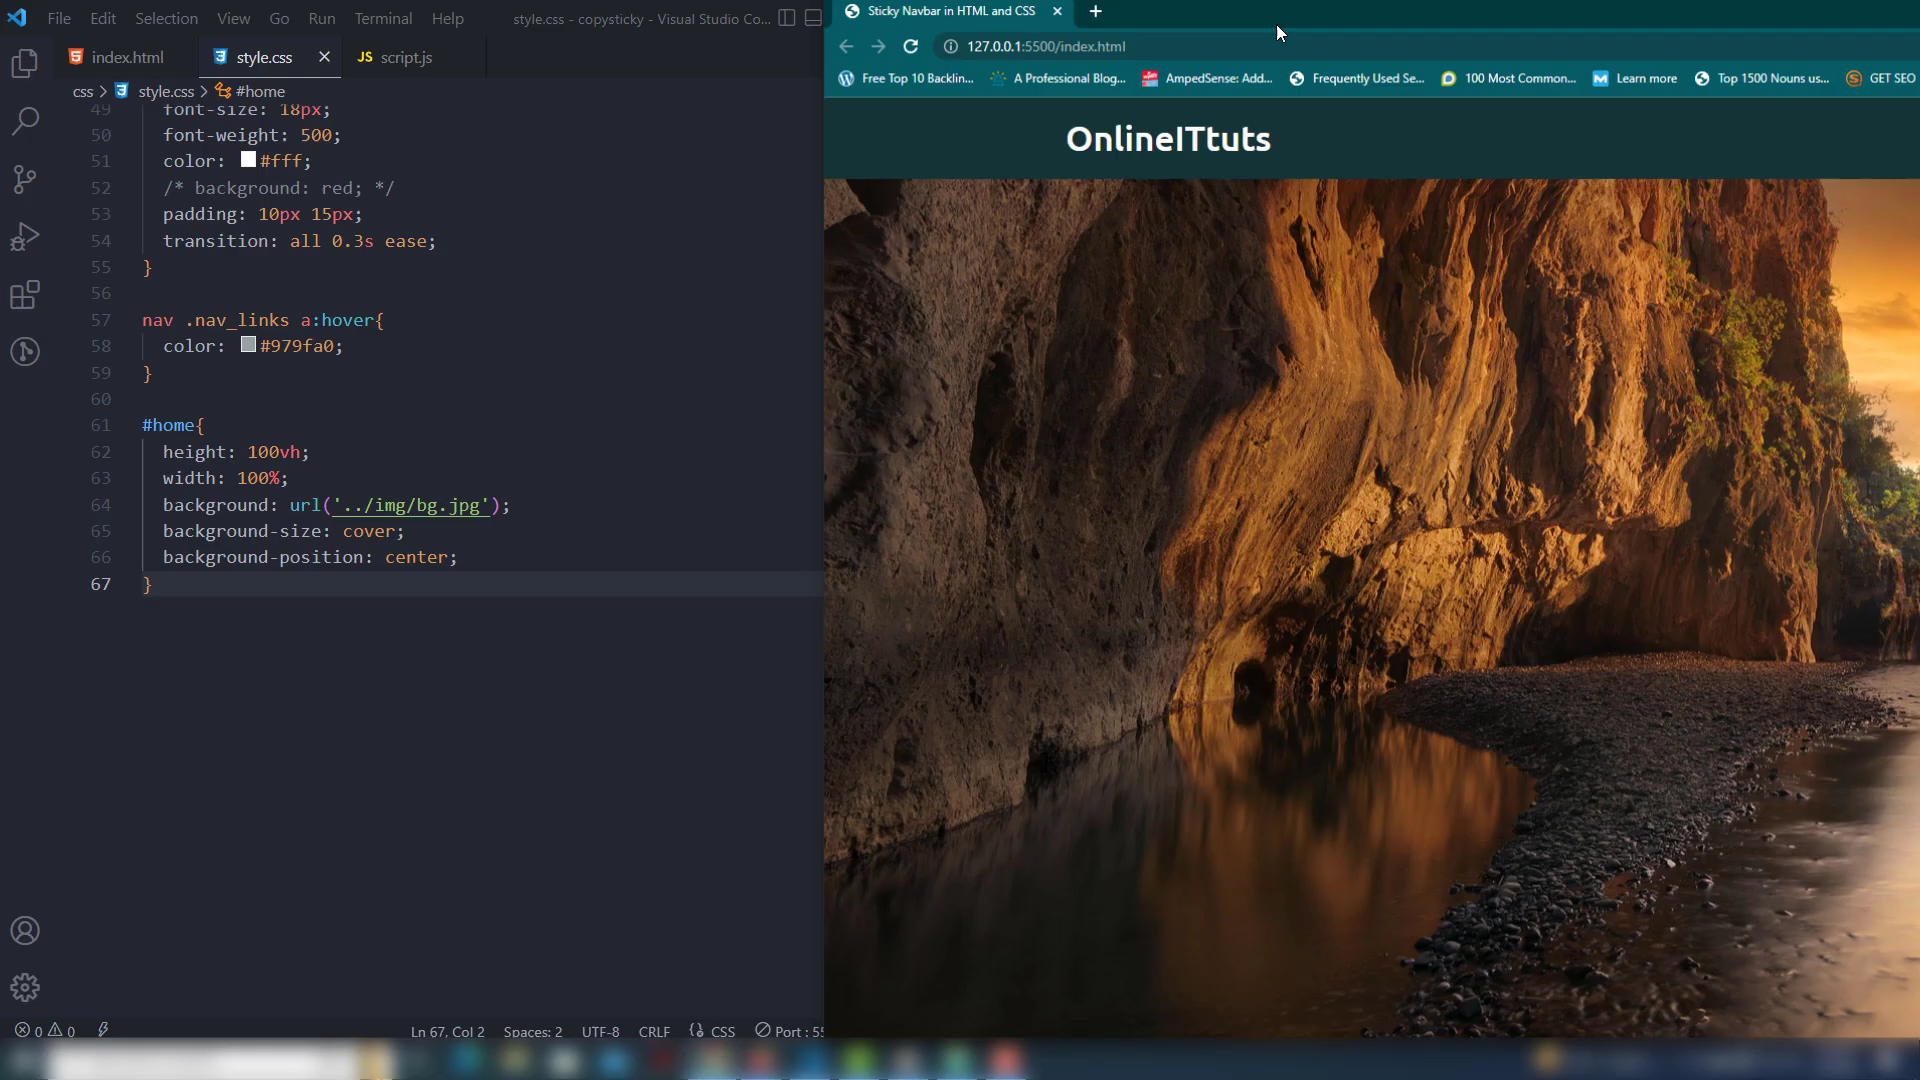 File Edit Selection View Go Run Terminal Help
style.css - copysticky - Visual Studio Co...
index.html
style.css
JS script.js
css > style.css > #home
49 font-size: 18px;
50 font-weight: 500;
51 color: #fff;
52 /* background: red; */
53 padding: 10px 15px;
54 transition: all 0.3s ease;
55 }
56
57 nav .nav_links a:hover{
58 color: #979fa0;
59 }
60
61 #home{
62 height: 100vh;
63 width: 100%;
64 background: url('../img/bg.jpg');
65 background-size: cover;
66 background-position: center;
67 }
0 0
Ln 67, Col 2 Spaces: 2 UTF-8 CRLF {} CSS Port : 55
Sticky Navbar in HTML and CSS
127.0.0.1:5500/index.html
Free Top 10 Backlin...
A Professional Blog...
AmpedSense: Add...
Frequently Used Se...
100 Most Common...
Learn more
Top 1500 Nouns us...
GET SEO
OnlineITtuts